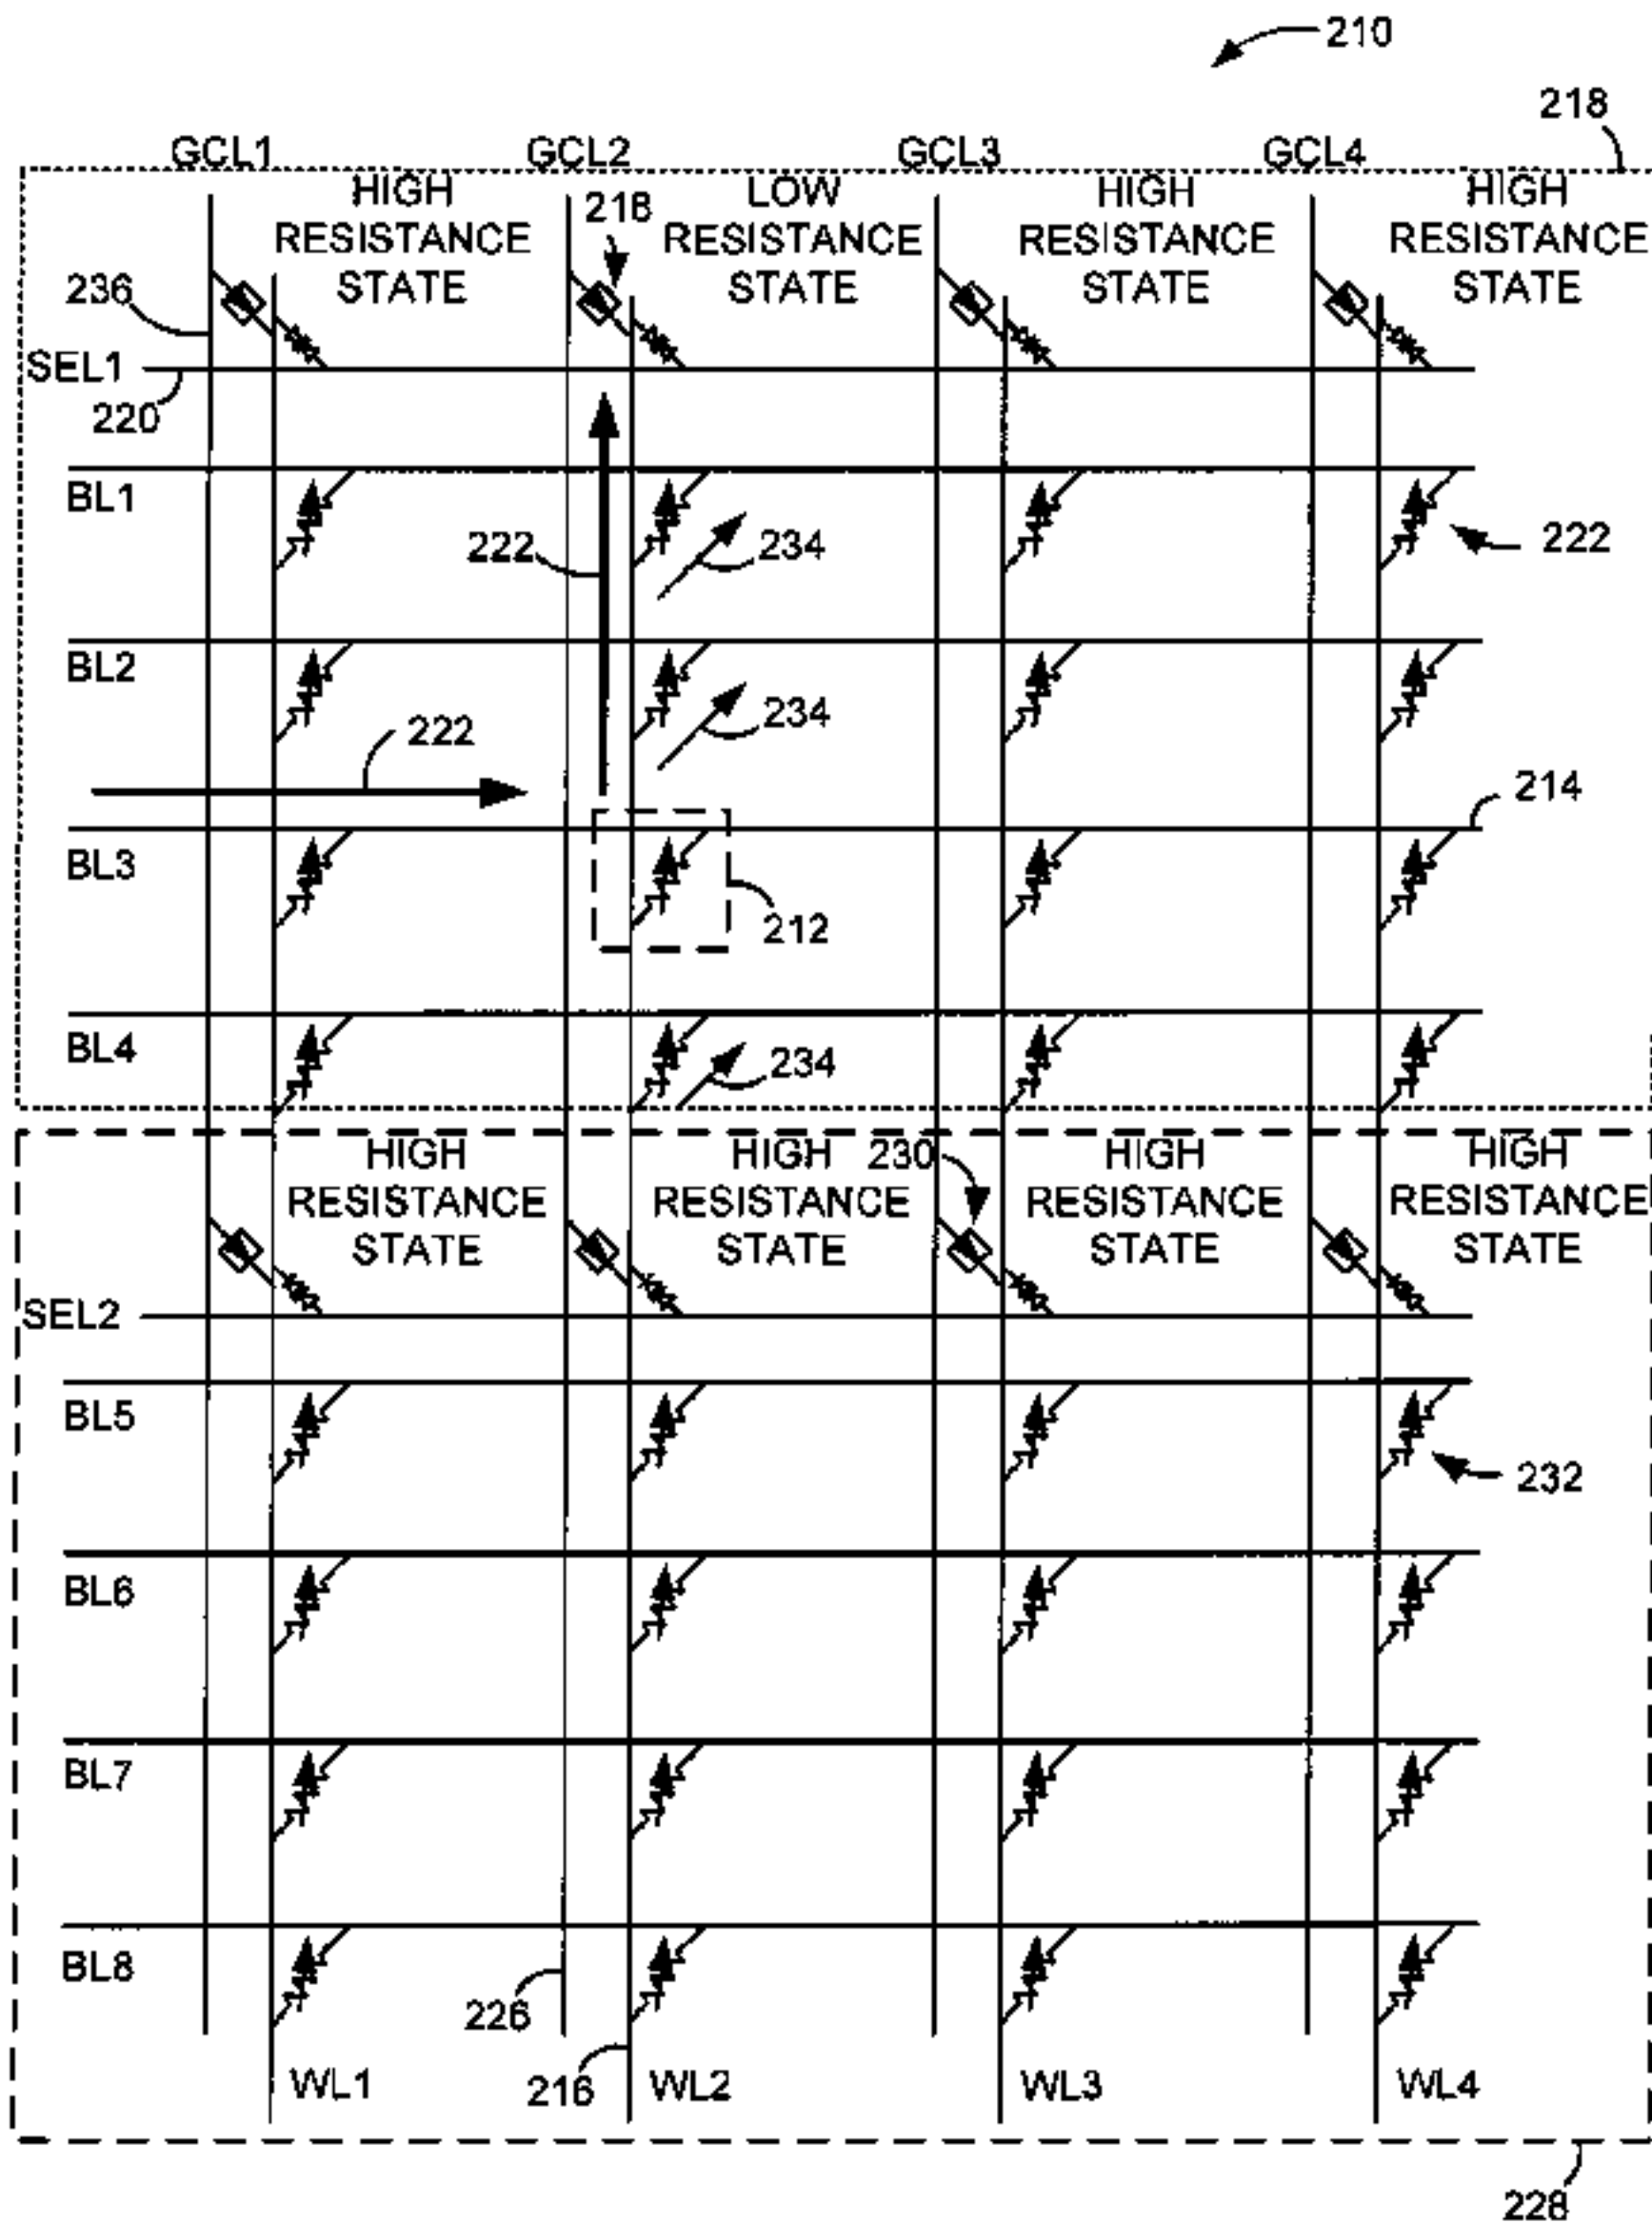 210
218
GCL1 GCL2 GCL3 GCL4
HIGH RESISTANCE STATE
218
LOW RESISTANCE STATE
HIGH RESISTANCE STATE
HIGH RESISTANCE STATE
236
SEL1
220
BL1
222
234
222
BL2
234
222
214
BL3
212
BL4
234
HIGH RESISTANCE STATE
HIGH RESISTANCE STATE
230
HIGH RESISTANCE STATE
HIGH RESISTANCE STATE
SEL2
BL5
232
BL6
BL7
BL8
226
216
WL1 WL2 WL3 WL4
228